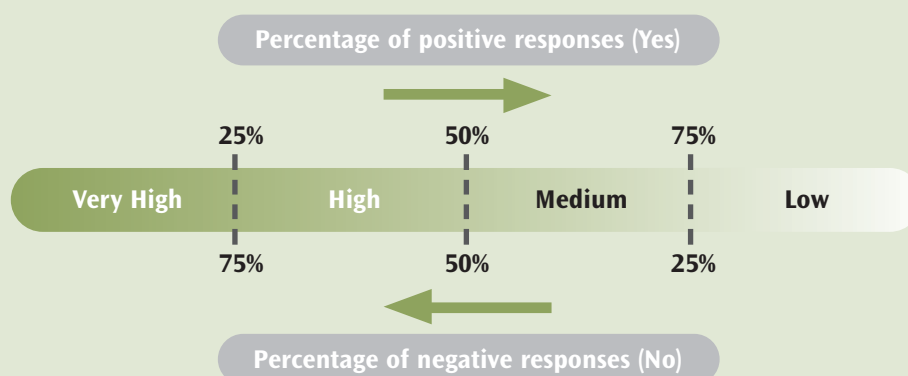 Percentage of positive responses (Yes)
25% 50% 75%
Very High High Medium Low
75% 50% 25%
Percentage of negative responses (No)